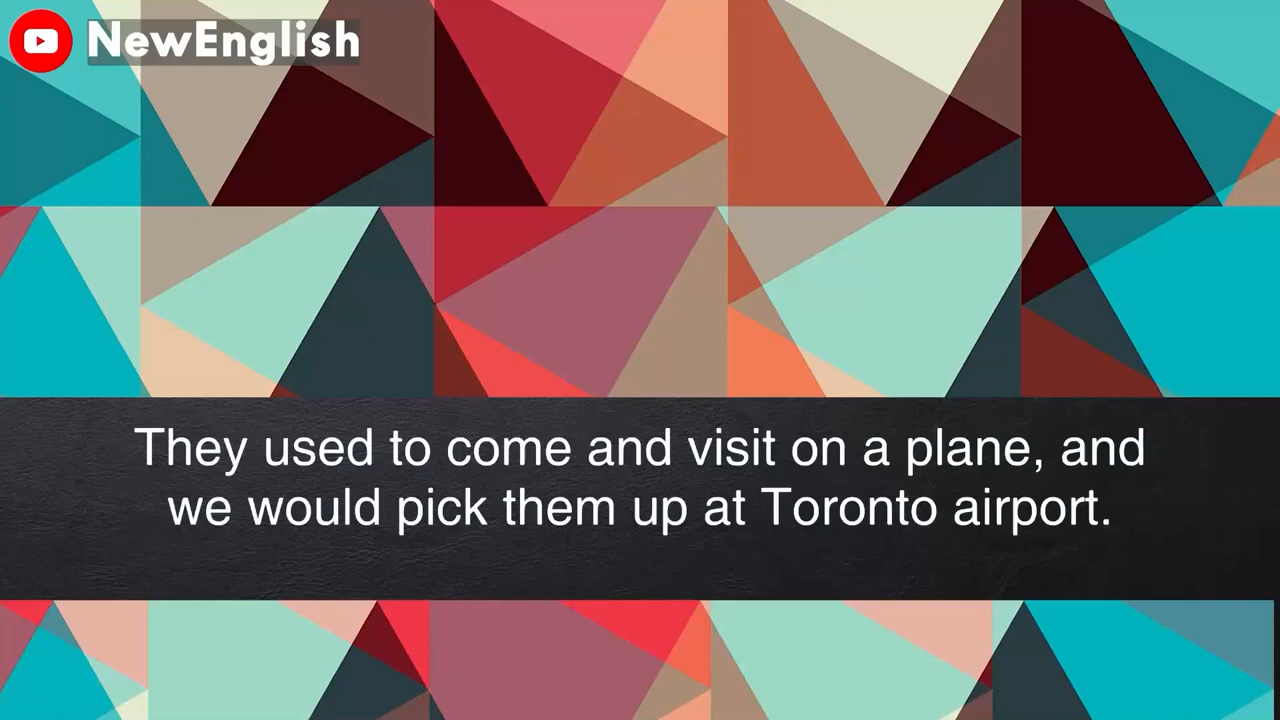 NewEnglish
They used to come and visit on a plane, and
we would pick them up at Toronto airport.